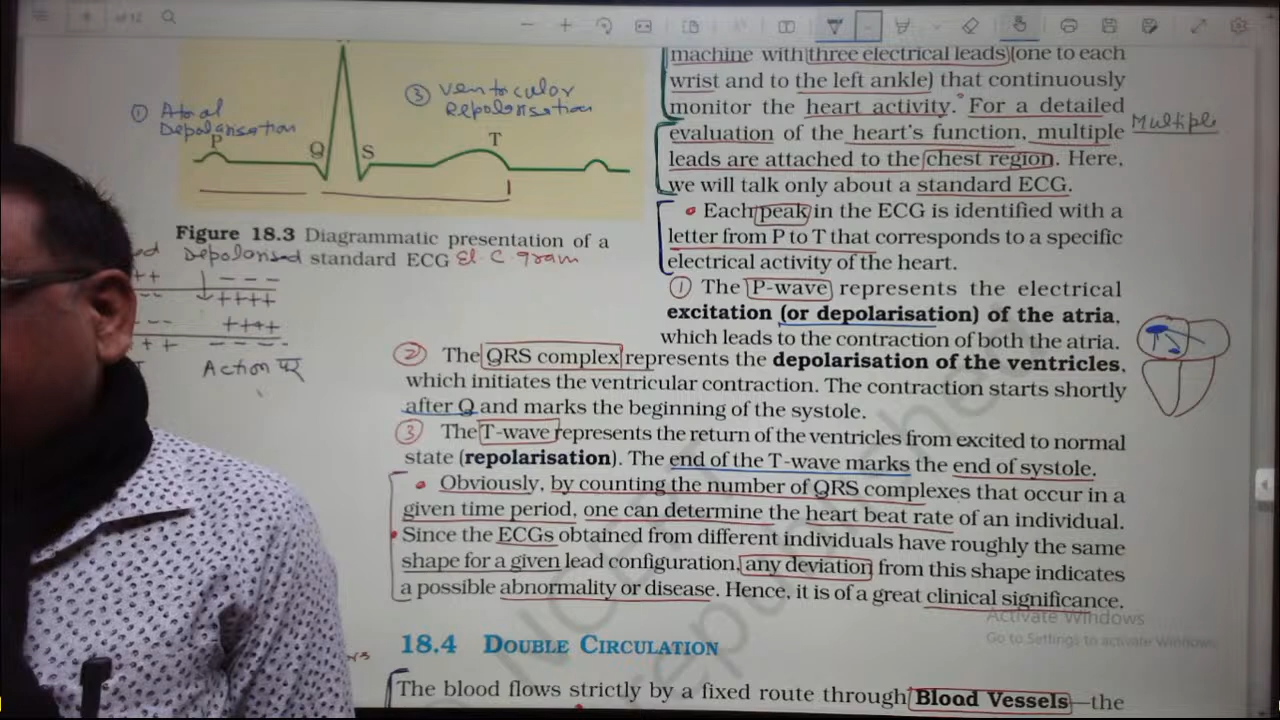 of 12
① Atrial
Depolarisation
③ Ventricular
Repolarisation
P
Q
S
T
Figure 18.3 Diagrammatic presentation of a
standard ECG El. C. gram
Depolarised
++ - - -
-- ++++
--- ++++
++ - - - -
Action पर
machine with three electrical leads (one to each
wrist and to the left ankle) that continuously
monitor the heart activity. For a detailed
evaluation of the heart's function, multiple
leads are attached to the chest region. Here,
we will talk only about a standard ECG.
Multiple
• Each peak in the ECG is identified with a
letter from P to T that corresponds to a specific
electrical activity of the heart.
① The P-wave represents the electrical
excitation (or depolarisation) of the atria,
which leads to the contraction of both the atria.
② The QRS complex represents the depolarisation of the ventricles,
which initiates the ventricular contraction. The contraction starts shortly
after Q and marks the beginning of the systole.
③ The T-wave represents the return of the ventricles from excited to normal
state (repolarisation). The end of the T-wave marks the end of systole.
• Obviously, by counting the number of QRS complexes that occur in a
given time period, one can determine the heart beat rate of an individual.
• Since the ECGs obtained from different individuals have roughly the same
shape for a given lead configuration, any deviation from this shape indicates
a possible abnormality or disease. Hence, it is of a great clinical significance.
Activate Windows
Go to Settings to activate Windows.
18.4 DOUBLE CIRCULATION
The blood flows strictly by a fixed route through Blood Vessels—the